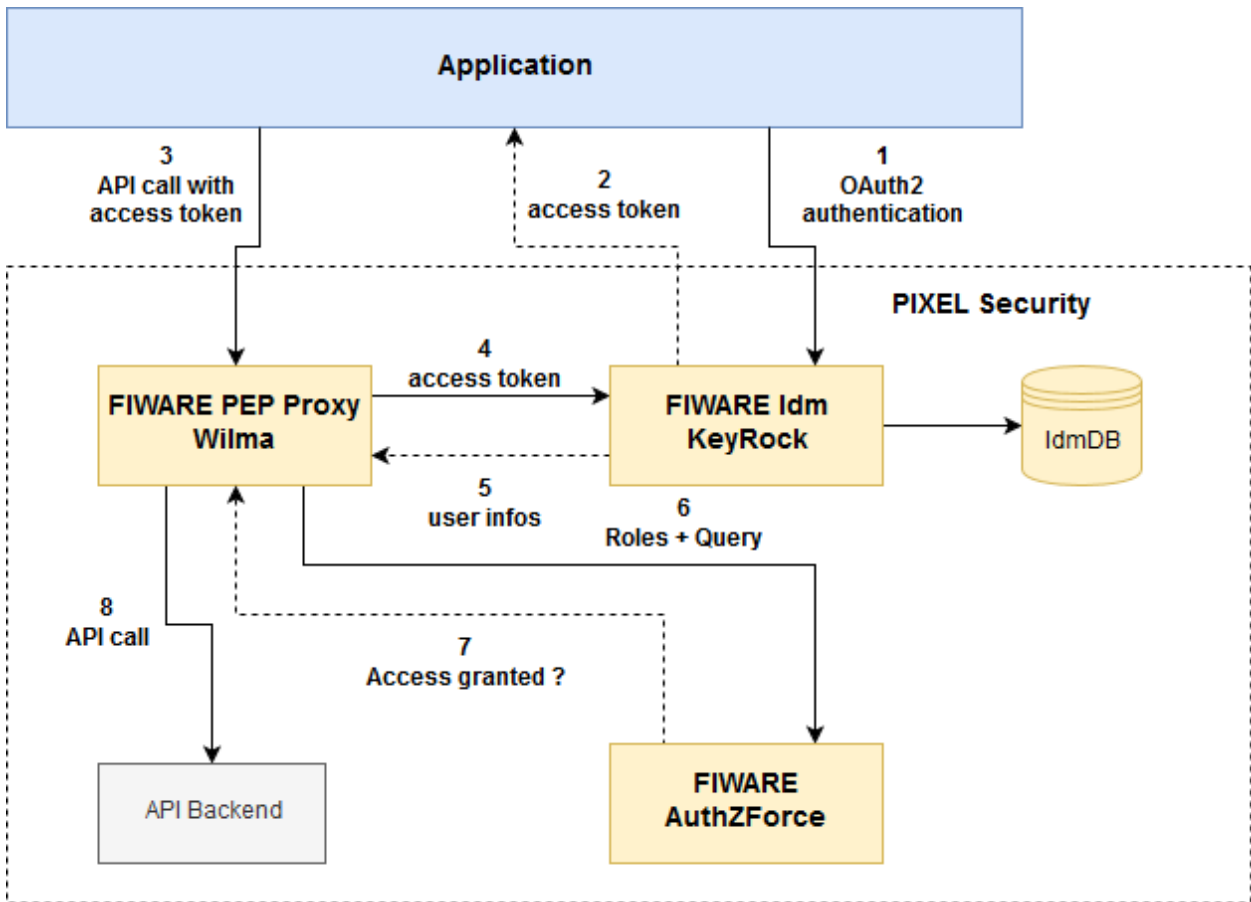 Application
3
API call with
access token
2
access token
1
OAuth2
authentication
PIXEL Security
FIWARE PEP Proxy
Wilma
4
access token
FIWARE Idm
KeyRock
IdmDB
5
user infos
6
Roles + Query
8
API call
7
Access granted ?
API Backend
FIWARE
AuthZForce